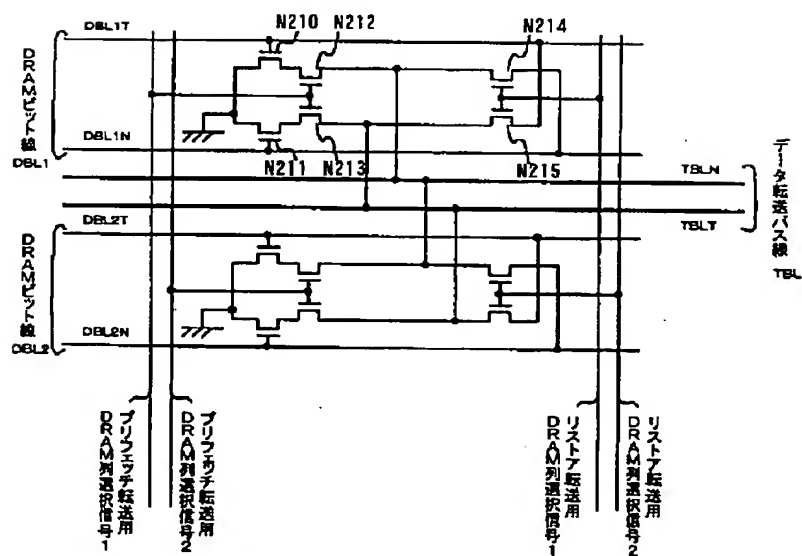 DBL1T
N210
N212
N214
DRAMビット線
DBL1
DBL1N
N211
N213
N215
TBLN
TBLT
データ転送バス線
TBL
DBL2T
DRAMビット線
DBL2
DBL2N
プリフェッチ転送用
DRAM列選択信号1
プリフェッチ転送用
DRAM列選択信号2
リストア転送用
DRAM列選択信号1
リストア転送用
DRAM列選択信号2